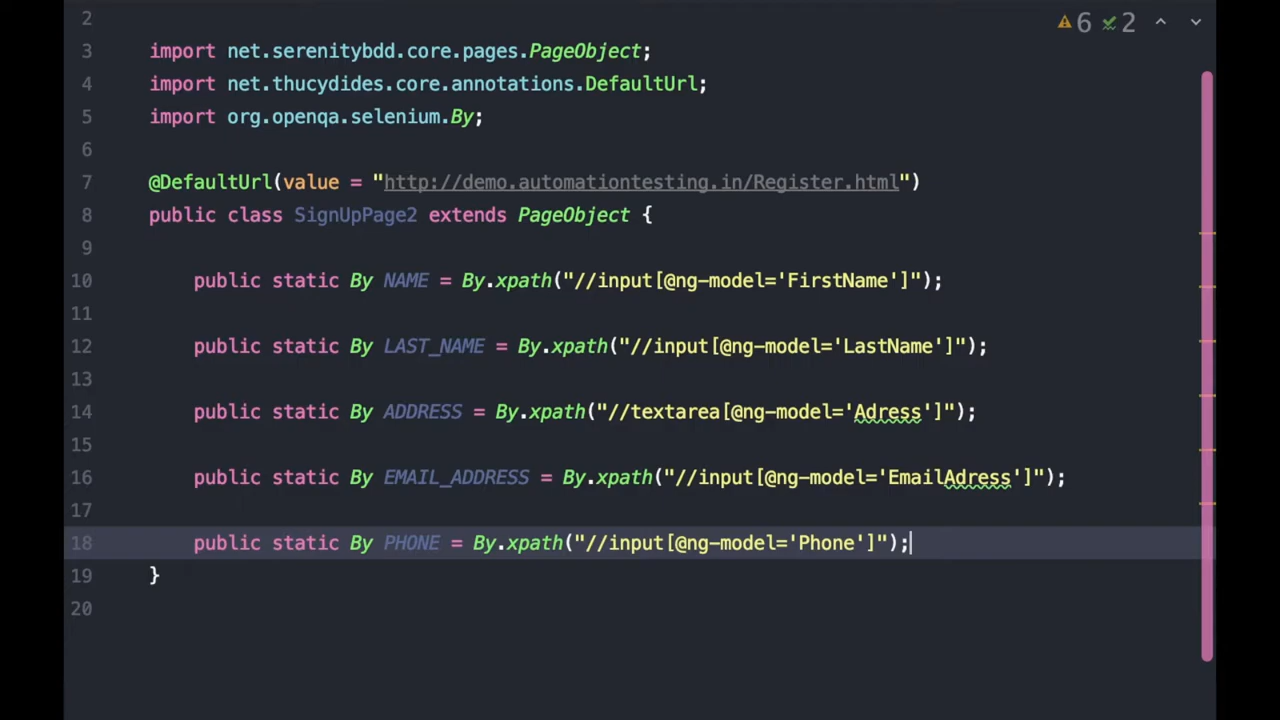 6 2
2
3 import net.serenitybdd.core.pages.PageObject;
4 import net.thucydides.core.annotations.DefaultUrl;
5 import org.openqa.selenium.By;
6
7 @DefaultUrl(value = "http://demo.automationtesting.in/Register.html")
8 public class SignUpPage2 extends PageObject {
9
10 public static By NAME = By.xpath("//input[@ng-model='FirstName']");
11
12 public static By LAST_NAME = By.xpath("//input[@ng-model='LastName']");
13
14 public static By ADDRESS = By.xpath("//textarea[@ng-model='Adress']");
15
16 public static By EMAIL_ADDRESS = By.xpath("//input[@ng-model='EmailAdress']");
17
18 public static By PHONE = By.xpath("//input[@ng-model='Phone']");
19 }
20